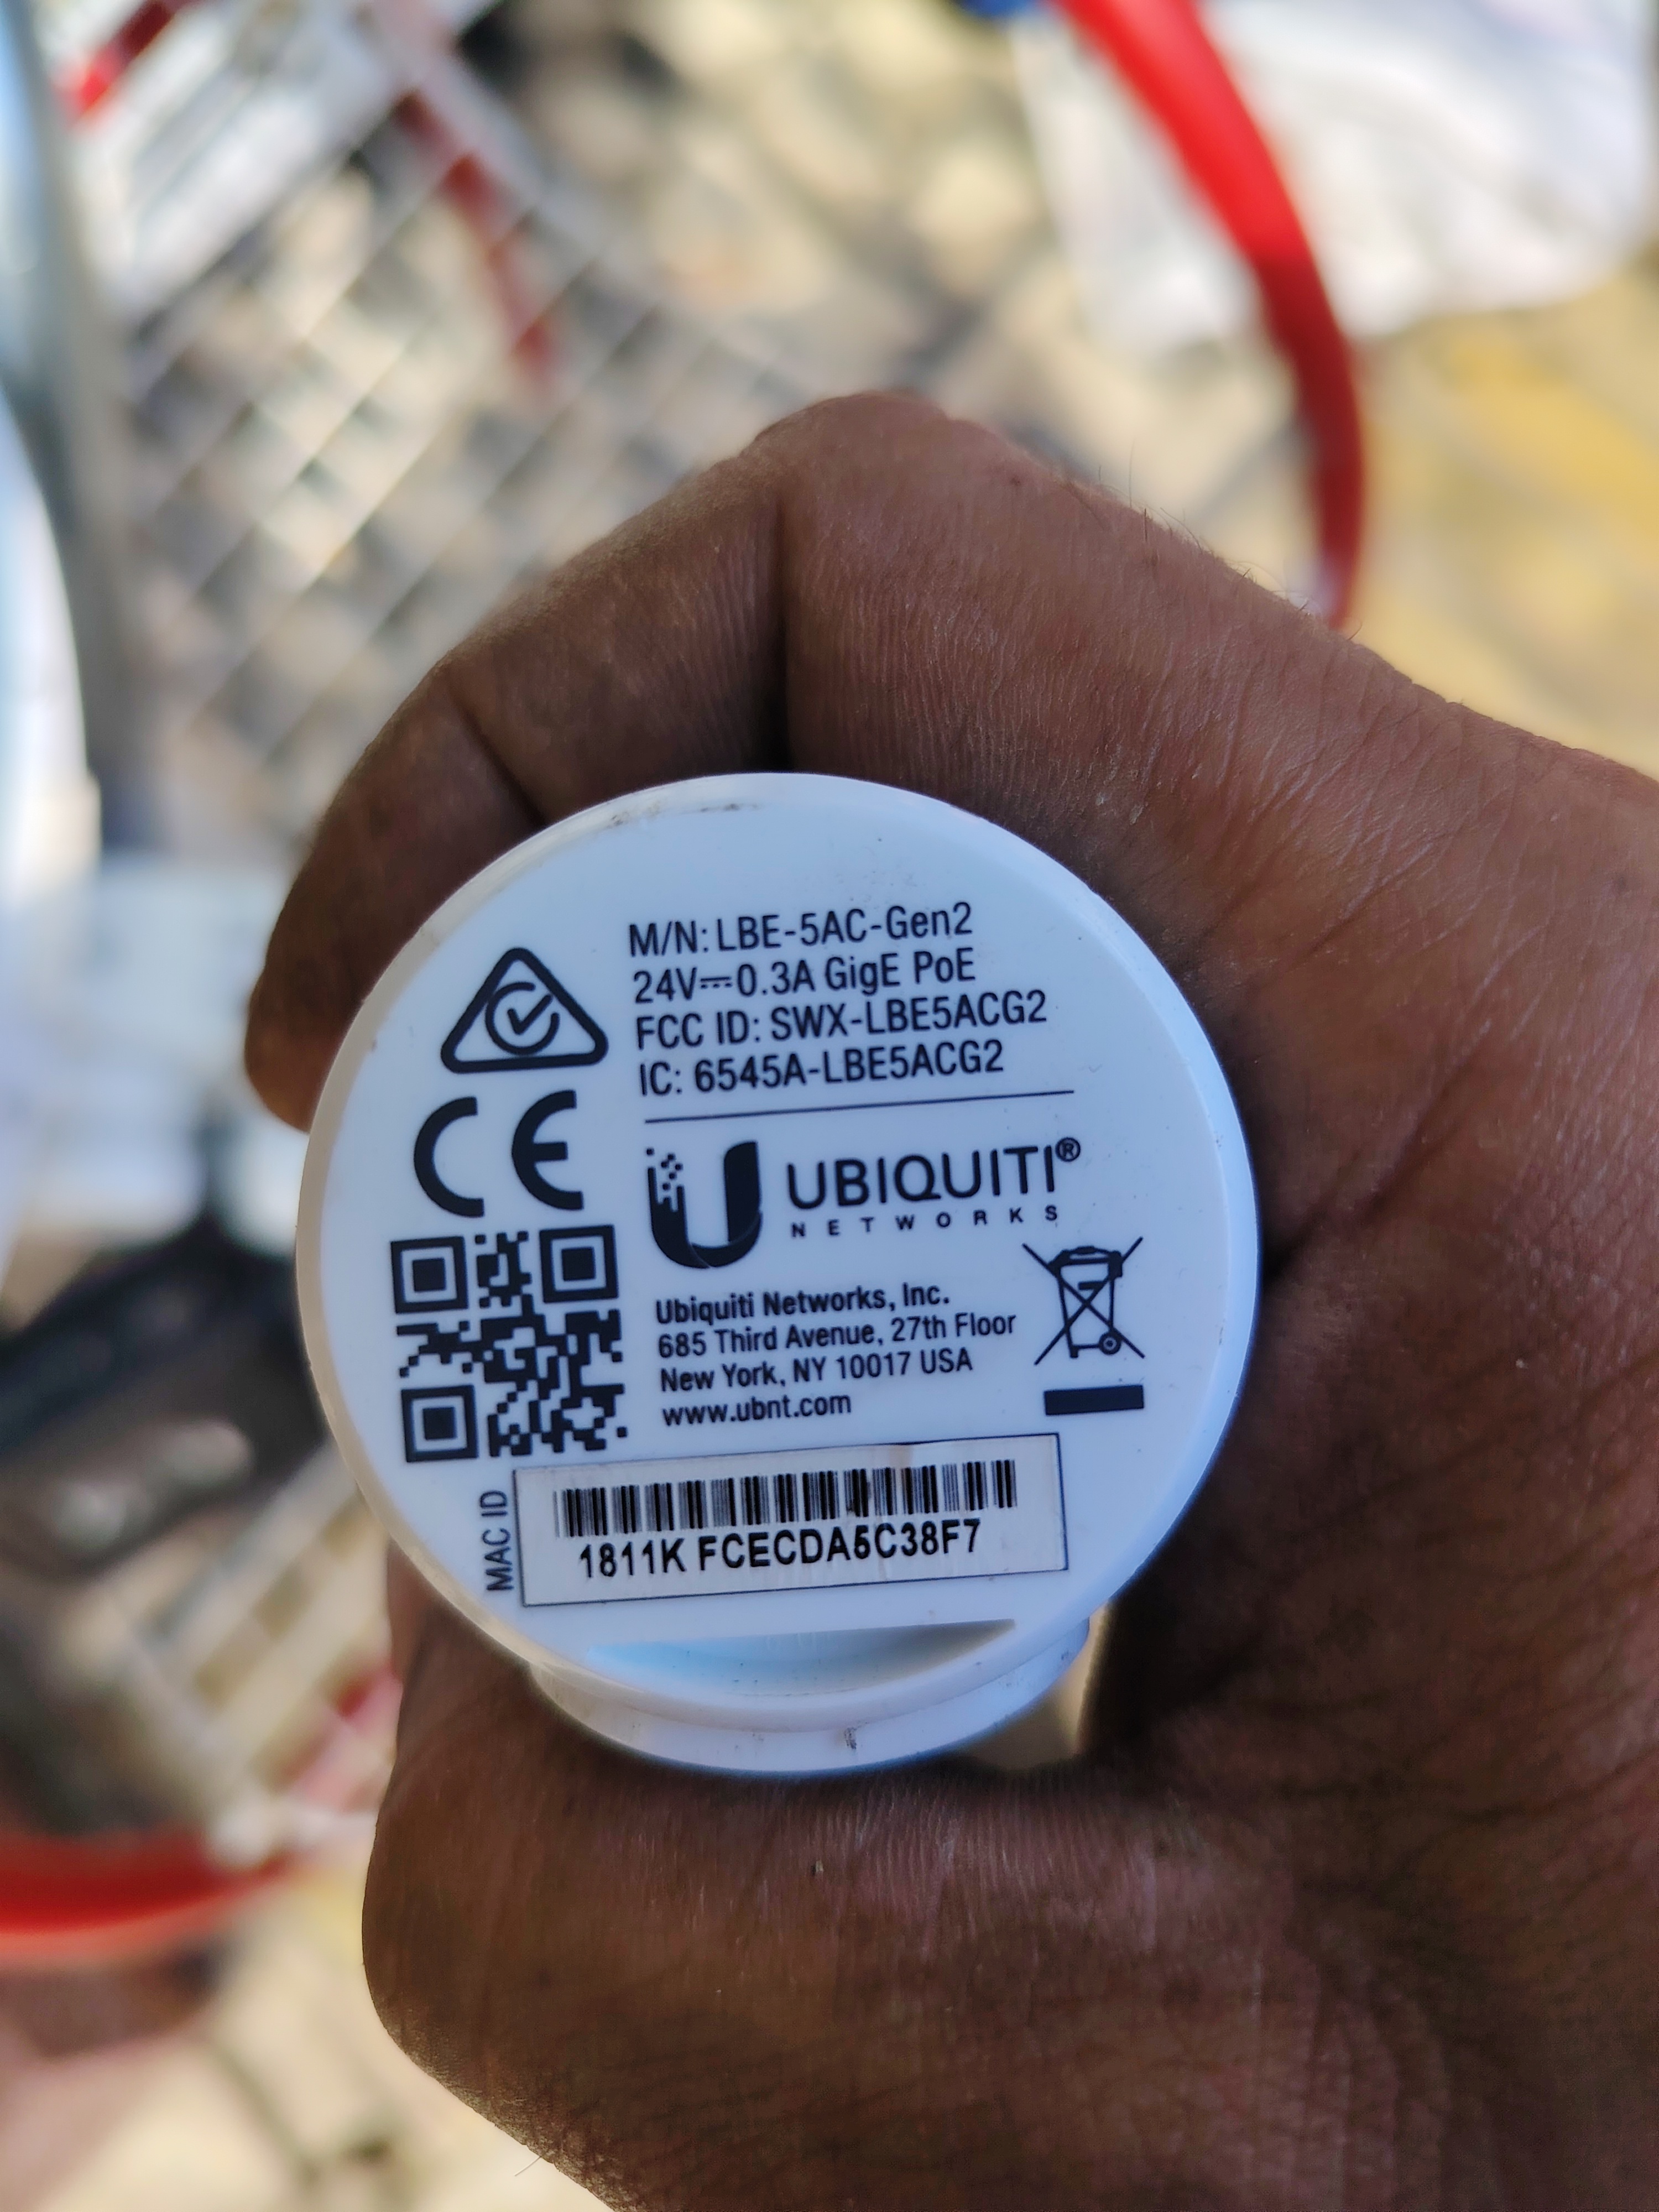 M/N: LBE-5AC-Gen2
24V⎓0.3A GigE PoE
FCC ID: SWX-LBE5ACG2
IC: 6545A-LBE5ACG2
CE
UBIQUITI®
NETWORKS
Ubiquiti Networks, Inc.
685 Third Avenue, 27th Floor
New York, NY 10017 USA
www.ubnt.com
MAC ID
1811K FCECDA5C38F7